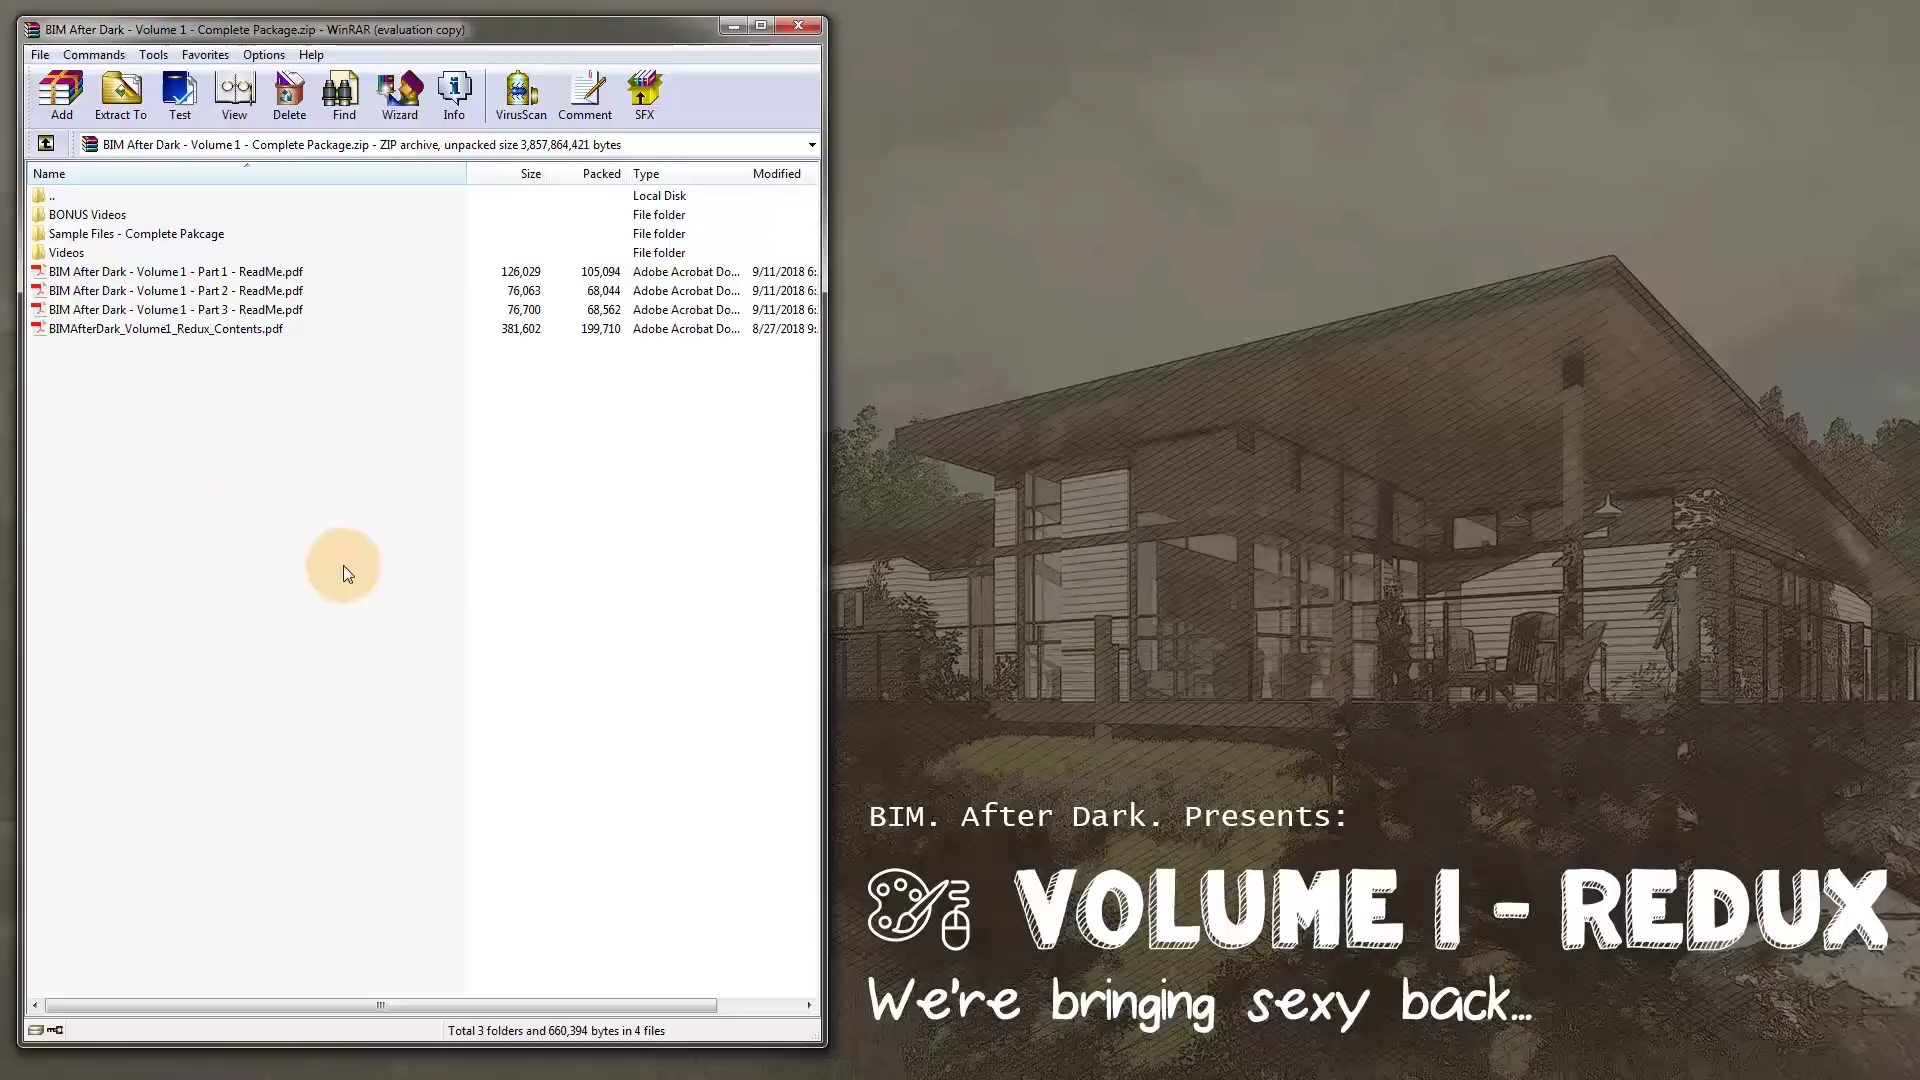 BIM After Dark - Volume 1 - Complete Package.zip - WinRAR (evaluation copy)
File Commands Tools Favorites Options Help
Add Extract To Test View Delete Find Wizard Info VirusScan Comment SFX
BIM After Dark - Volume 1 - Complete Package.zip - ZIP archive, unpacked size 3,857,864,421 bytes
Name Size Packed Type Modified
.. Local Disk
BONUS Videos File folder
Sample Files - Complete Pakcage File folder
Videos File folder
BIM After Dark - Volume 1 - Part 1 - ReadMe.pdf 126,029 105,094 Adobe Acrobat Do... 9/11/2018 6:
BIM After Dark - Volume 1 - Part 2 - ReadMe.pdf 76,063 68,044 Adobe Acrobat Do... 9/11/2018 6:
BIM After Dark - Volume 1 - Part 3 - ReadMe.pdf 76,700 68,562 Adobe Acrobat Do... 9/11/2018 6:
BIMAfterDark_Volume1_Redux_Contents.pdf 381,602 199,710 Adobe Acrobat Do... 8/27/2018 9:
Total 3 folders and 660,394 bytes in 4 files
BIM. After Dark. Presents:
VOLUME 1 - REDUX
We're bringing sexy back...